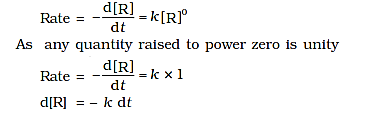 Rate = −d[R]/dt = k[R]⁰
As any quantity raised to power zero is unity
Rate = −d[R]/dt = k × 1
d[R] = − k dt